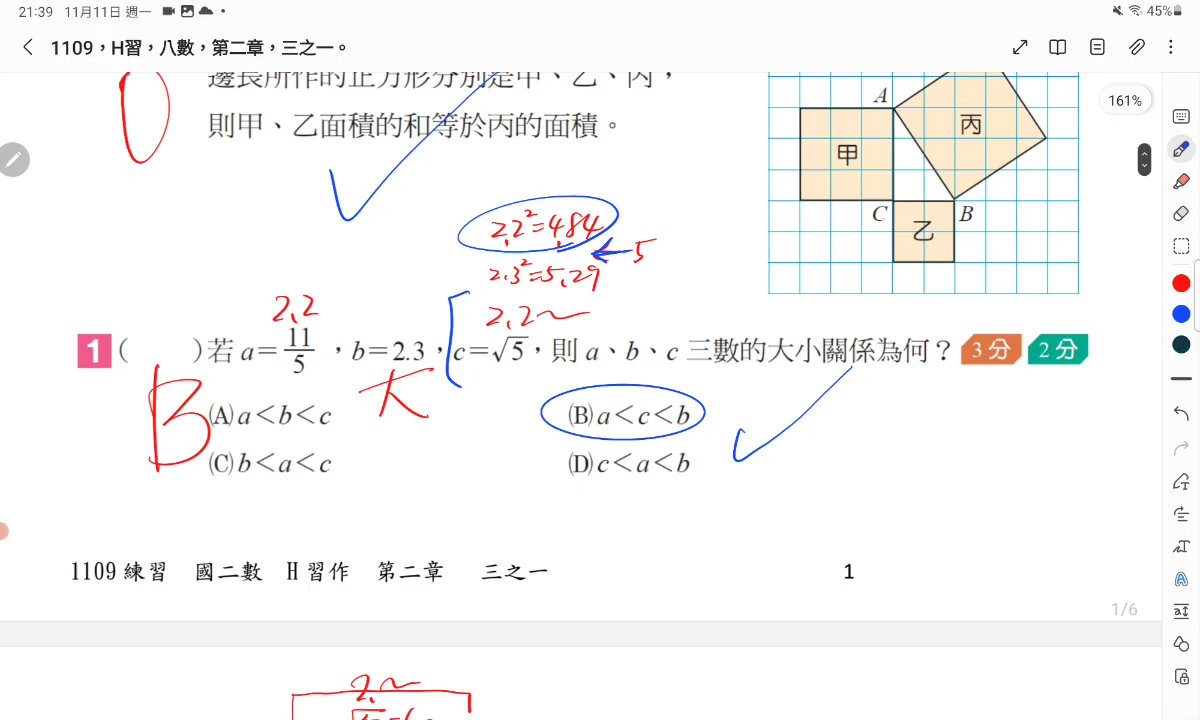 21:39 11月11日 週一 45%
1109，H習，八數，第二章，三之一。
161%
邊長所作的正方形分別是甲、乙、丙，
則甲、乙面積的和等於丙的面積。
A
丙
甲
C
B
乙
2.2²=4.84
5
2.3²=5.29
2.2
2.2～
1 ( )若 a=11/5，b=2.3，c=√5，則 a、b、c 三數的大小關係為何？ 3分 2分
大
B
(A) a<b<c (B) a<c<b
(C) b<a<c (D) c<a<b
1109 練習 國二數 H習作 第二章 三之一 1
1/6
2.～